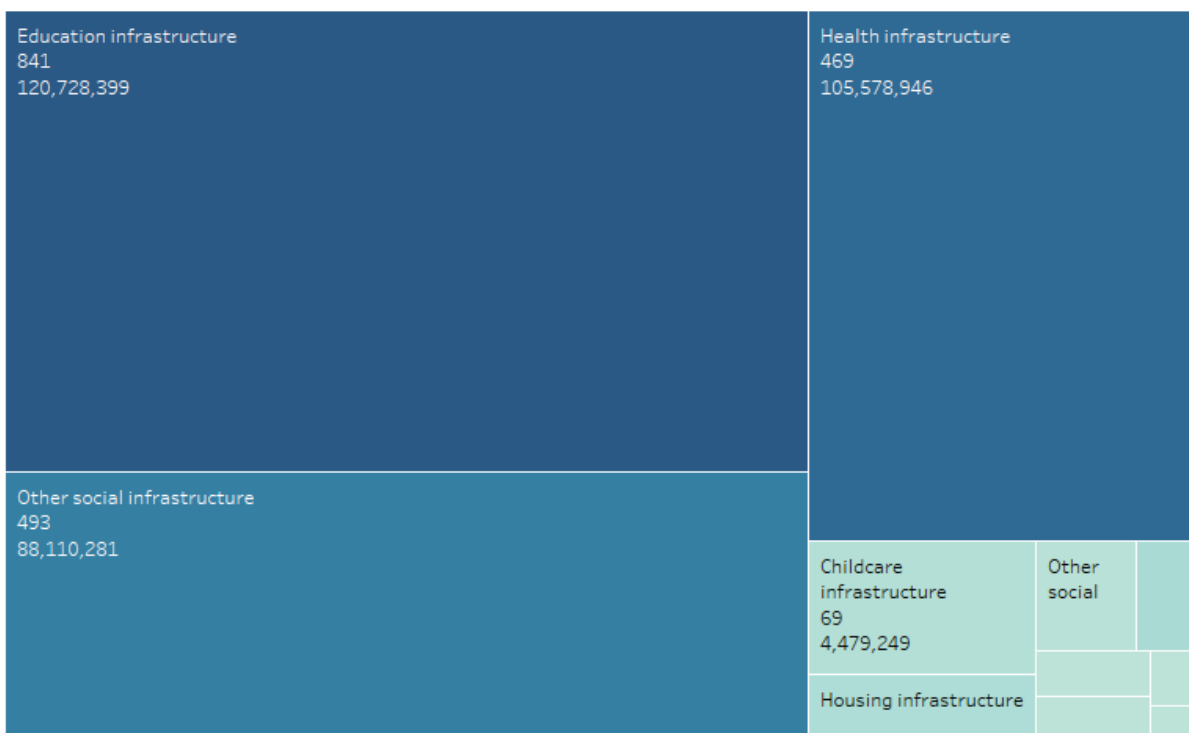 Education infrastructure
841
120,728,399
Health infrastructure
469
105,578,946
Other social infrastructure
493
88,110,281
Childcare
infrastructure
69
4,479,249
Other
social
Housing infrastructure